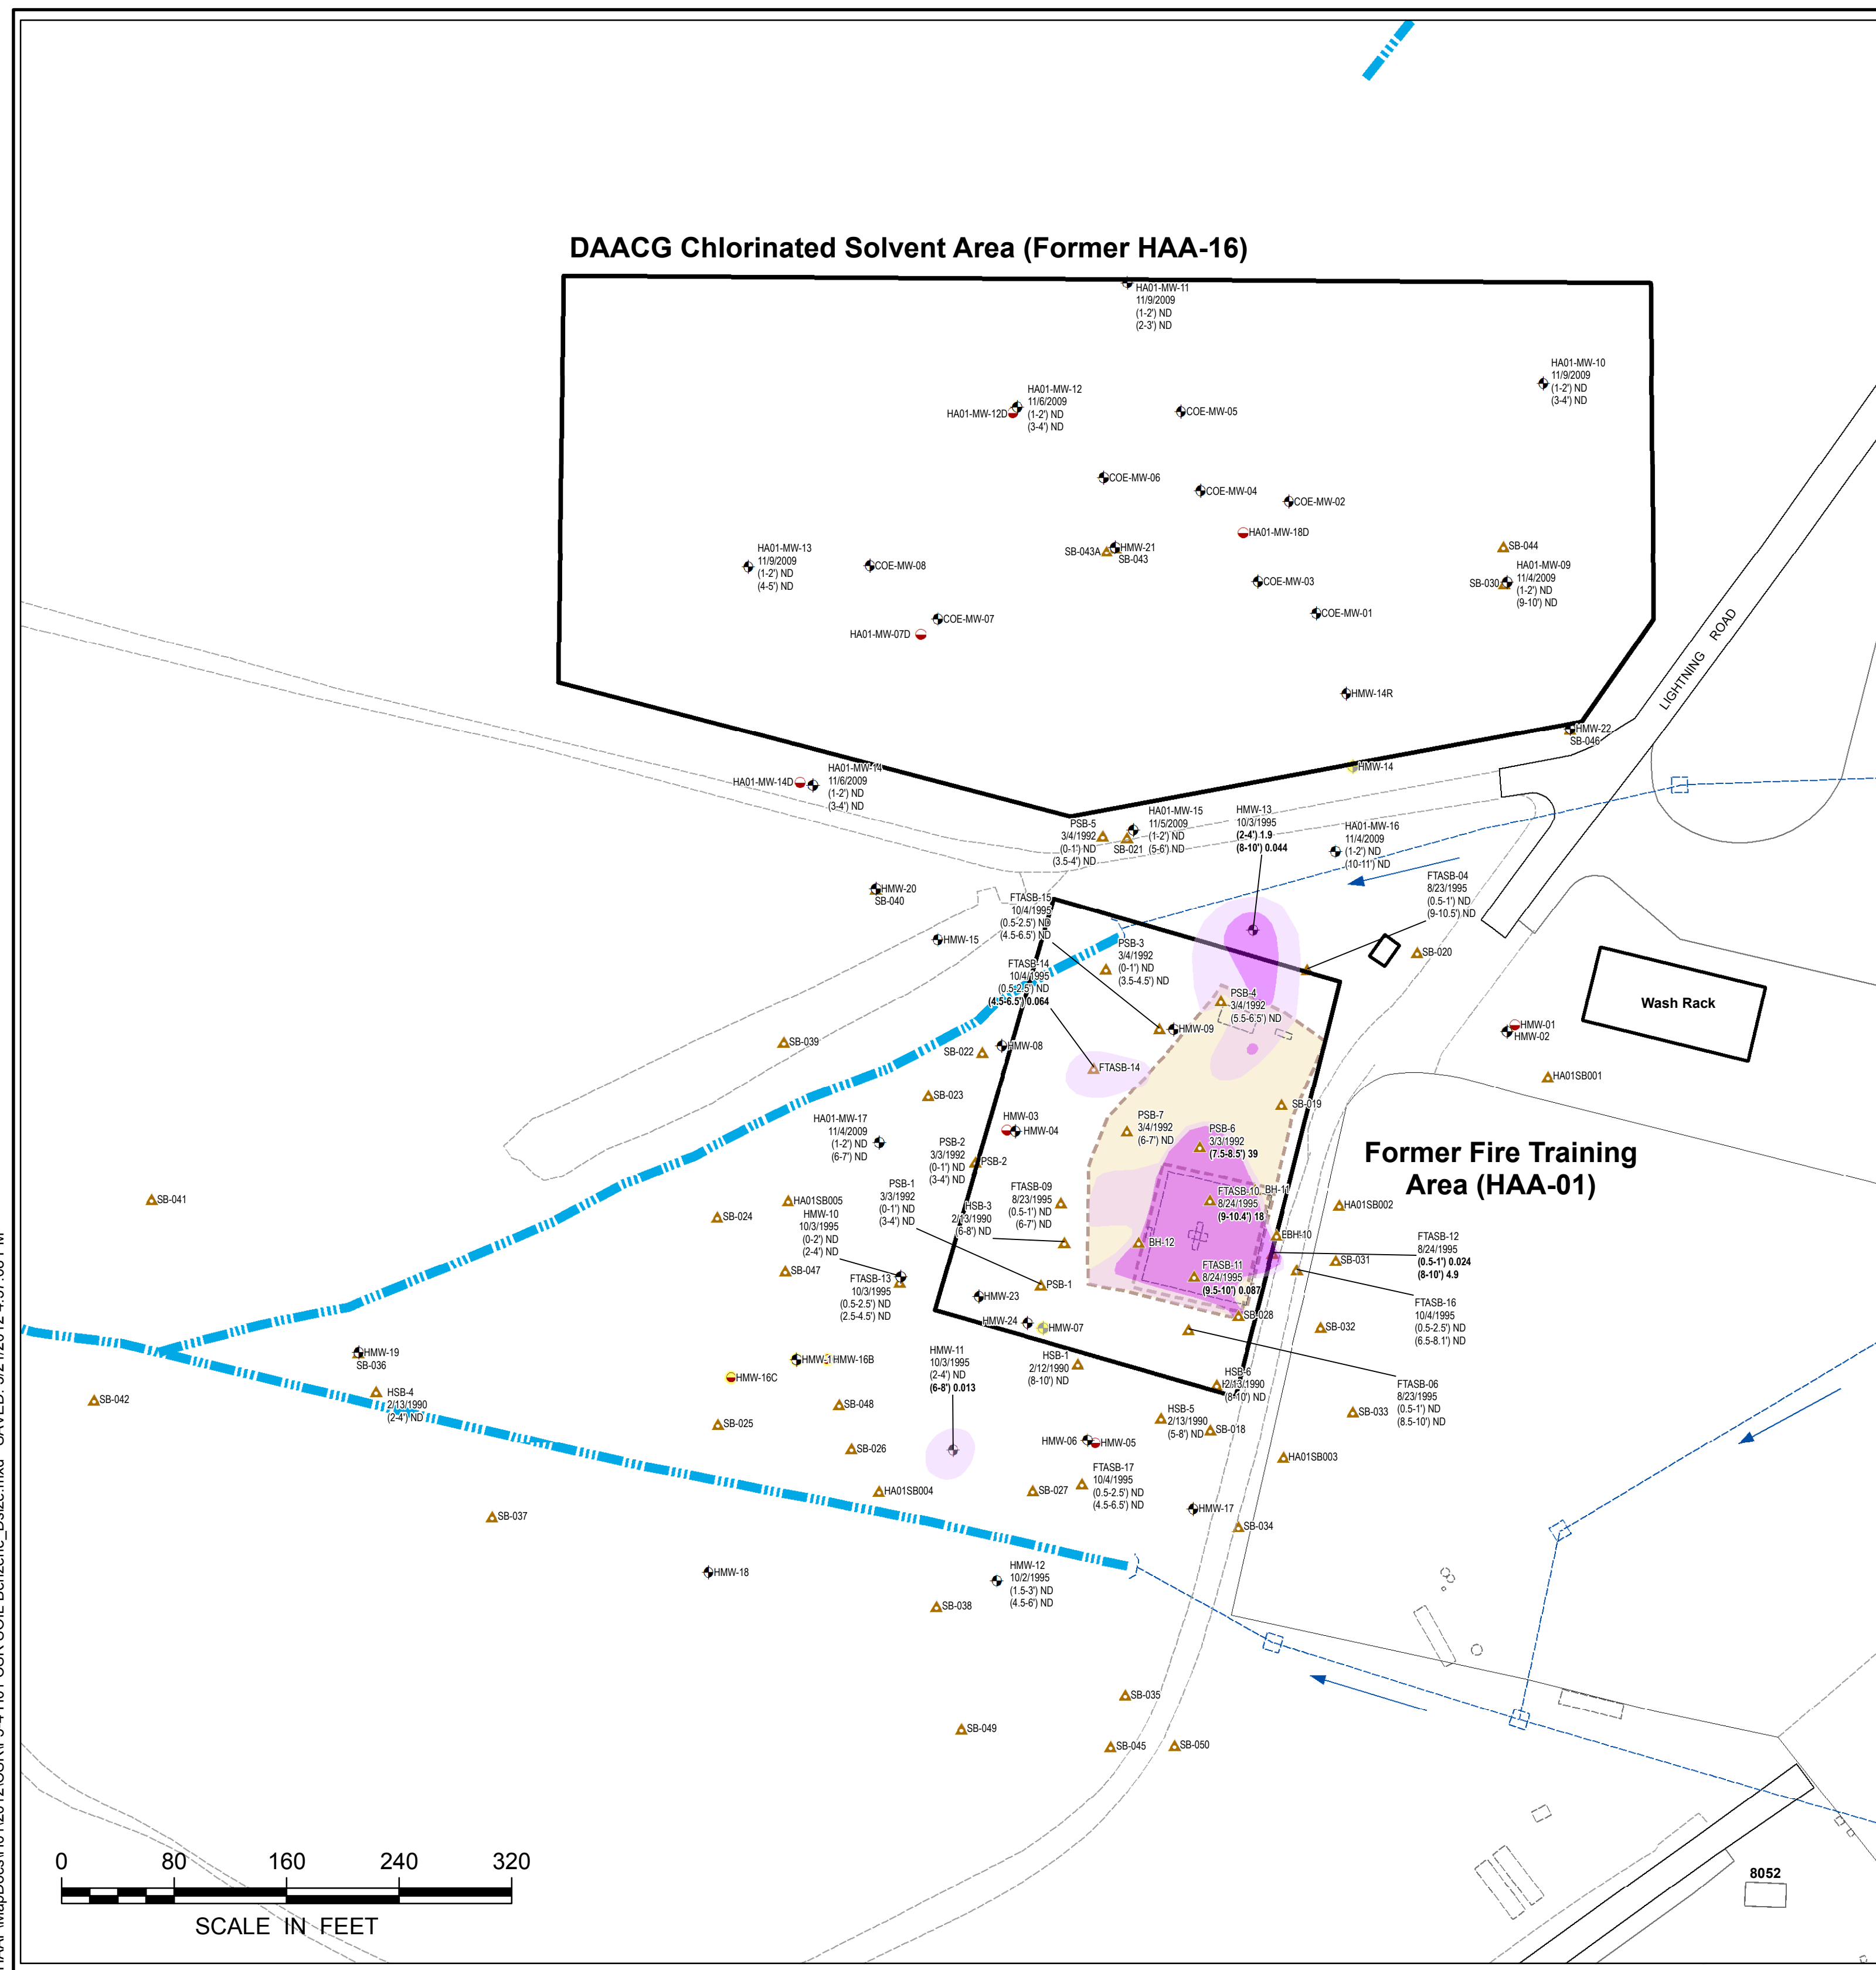 DAACG Chlorinated Solvent Area (Former HAA-16)
HA01-MW-11
11/9/2009
(1-2') ND
(2-3') ND
HA01-MW-10
11/9/2009
(1-2') ND
(3-4') ND
HA01-MW-12
11/6/2009
(1-2') ND
(3-4') ND
HA01-MW-12D
COE-MW-05
COE-MW-06
COE-MW-04
COE-MW-02
HA01-MW-18D
HMW-21
SB-043A
SB-043
SB-044
HA01-MW-13
11/9/2009
(1-2') ND
(4-5') ND
COE-MW-08
COE-MW-03
SB-030
HA01-MW-09
11/4/2009
(1-2') ND
(9-10') ND
COE-MW-07
COE-MW-01
HA01-MW-07D
LIGHTNING ROAD
HMW-14R
HMW-22
SB-046
HMW-14
HA01-MW-14D
HA01-MW-14
11/6/2009
(1-2') ND
(3-4') ND
PSB-5
3/4/1992
(0-1') ND
(3.5-4') ND
SB-021
HA01-MW-15
11/5/2009
(1-2') ND
(5-6') ND
HMW-13
10/3/1995
(2-4') 1.9
(8-10') 0.044
HA01-MW-16
11/4/2009
(1-2') ND
(10-11') ND
FTASB-04
8/23/1995
(0.5-1') ND
(9-10.5') ND
HMW-20
SB-040
FTASB-15
10/4/1995
(0.5-2.5') ND
(4.5-6.5') ND
HMW-15
PSB-3
3/4/1992
(0-1') ND
(3.5-4.5') ND
SB-020
FTASB-14
10/4/1995
(0.5-2.5') ND
(4.5-6.5') 0.064
PSB-4
3/4/1992
(5.5-6.5') ND
Wash Rack
HMW-09
HMW-01
HMW-02
SB-039
SB-022
HMW-08
FTASB-14
HA01SB001
SB-023
SB-019
HA01-MW-17
11/4/2009
(1-2') ND
(6-7') ND
HMW-03
HMW-04
PSB-7
3/4/1992
(6-7') ND
PSB-6
3/3/1992
(7.5-8.5') 39
Former Fire Training
Area (HAA-01)
PSB-2
3/3/1992
(0-1') ND
(3-4') ND
PSB-2
PSB-1
3/3/1992
(0-1') ND
(3-4') ND
FTASB-09
8/23/1995
(0.5-1') ND
(6-7') ND
FTASB-10
8/24/1995
(9-10.4') 18
BH-11
SB-041
HA01SB005
HA01SB002
SB-024
HMW-10
10/3/1995
(0-2') ND
(2-4') ND
HSB-3
2/13/1990
(6-8') ND
BH-12
EBH-10
FTASB-12
8/24/1995
(0.5-1') 0.024
(8-10') 4.9
SB-031
SB-047
FTASB-13
10/3/1995
(0.5-2.5') ND
(2.5-4.5') ND
FTASB-11
8/24/1995
(9.5-10') 0.087
PSB-1
HMW-23
FTASB-16
10/4/1995
(0.5-2.5') ND
(6.5-8.1') ND
SB-028
HMW-24
HMW-07
SB-032
HMW-19
SB-036
HMW-16B
HMW-16C
HMW-11
10/3/1995
(2-4') ND
(6-8') 0.013
HSB-1
2/12/1990
(8-10') ND
HSB-6
2/13/1990
(8-10') ND
FTASB-06
8/23/1995
(0.5-1') ND
(8.5-10') ND
SB-042
HSB-4
2/13/1990
(2-4') ND
SB-048
SB-033
SB-025
HSB-5
2/13/1990
(5-8') ND
SB-018
SB-026
HMW-06
HMW-05
HA01SB003
FTASB-17
10/4/1995
(0.5-2.5') ND
(4.5-6.5') ND
HA01SB004
SB-027
SB-037
HMW-17
SB-034
HMW-18
HMW-12
10/2/1995
(1.5-3') ND
(4.5-6') ND
SB-038
SB-035
SB-049
SB-045
SB-050
0 80 160 240 320
SCALE IN FEET
8052